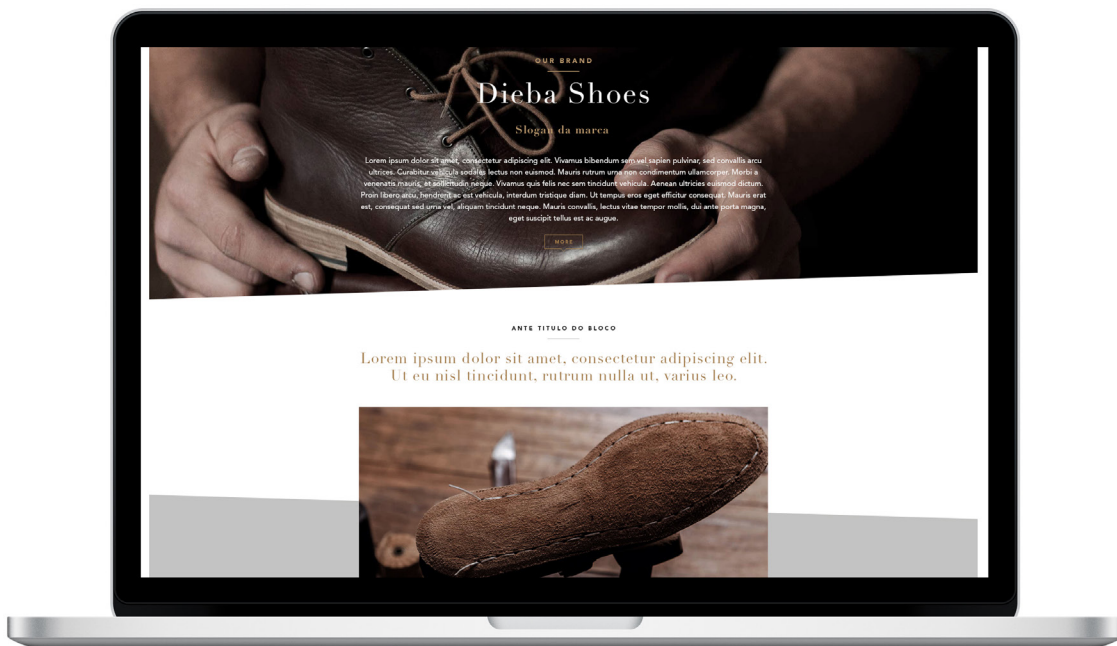 OUR BRAND
Dieba Shoes
Slogan da marca
Lorem ipsum dolor sit amet, consectetur adipiscing elit. Vivamus bibendum sem vel sapien pulvinar, sed convallis arcu
ultrices. Curabitur vehicula sodales lectus non euismod. Mauris rutrum urna non condimentum ullamcorper. Morbi a
venenatis mauris, et sollicitudin neque. Vivamus quis felis nec sem tincidunt vehicula. Aenean ultricies euismod dictum.
Proin libero arcu, hendrerit ac est vehicula, interdum tristique diam. Ut tempus eros eget efficitur consequat. Mauris erat
est, consequat sed urna vel, aliquam tincidunt neque. Mauris convallis, lectus vitae tempor mollis, dui ante porta magna,
eget suscipit tellus est ac augue.
MORE
ANTE TITULO DO BLOCO
Lorem ipsum dolor sit amet, consectetur adipiscing elit.
Ut eu nisl tincidunt, rutrum nulla ut, varius leo.